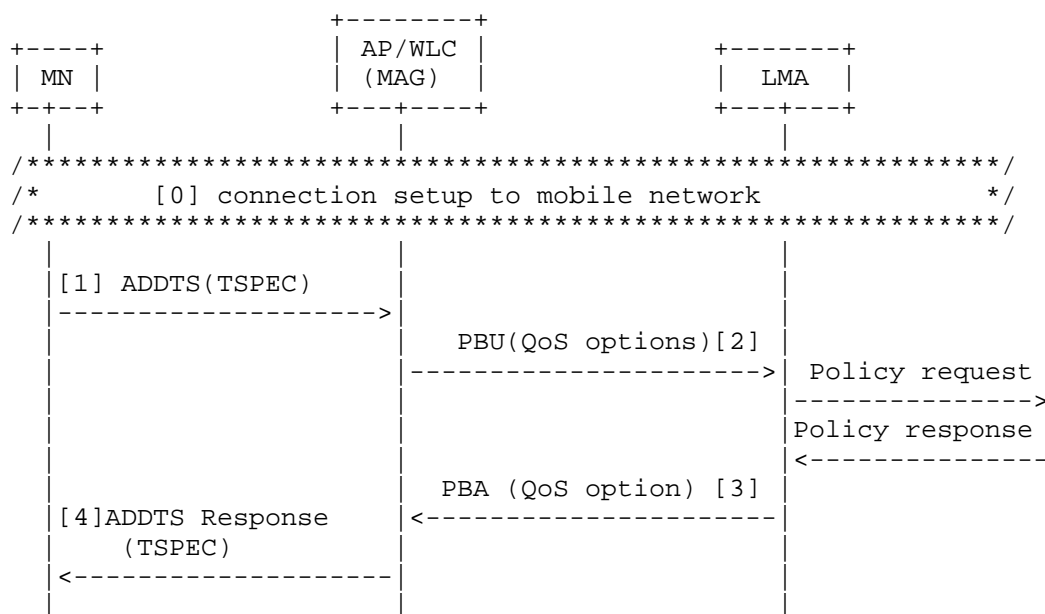 AP/WLC
MN (MAG) LMA
[0] connection setup to mobile network
[1] ADDTS(TSPEC)
PBU(QoS options)[2]
Policy request
Policy response
PBA (QoS option) [3]
[4]ADDTS Response
(TSPEC)